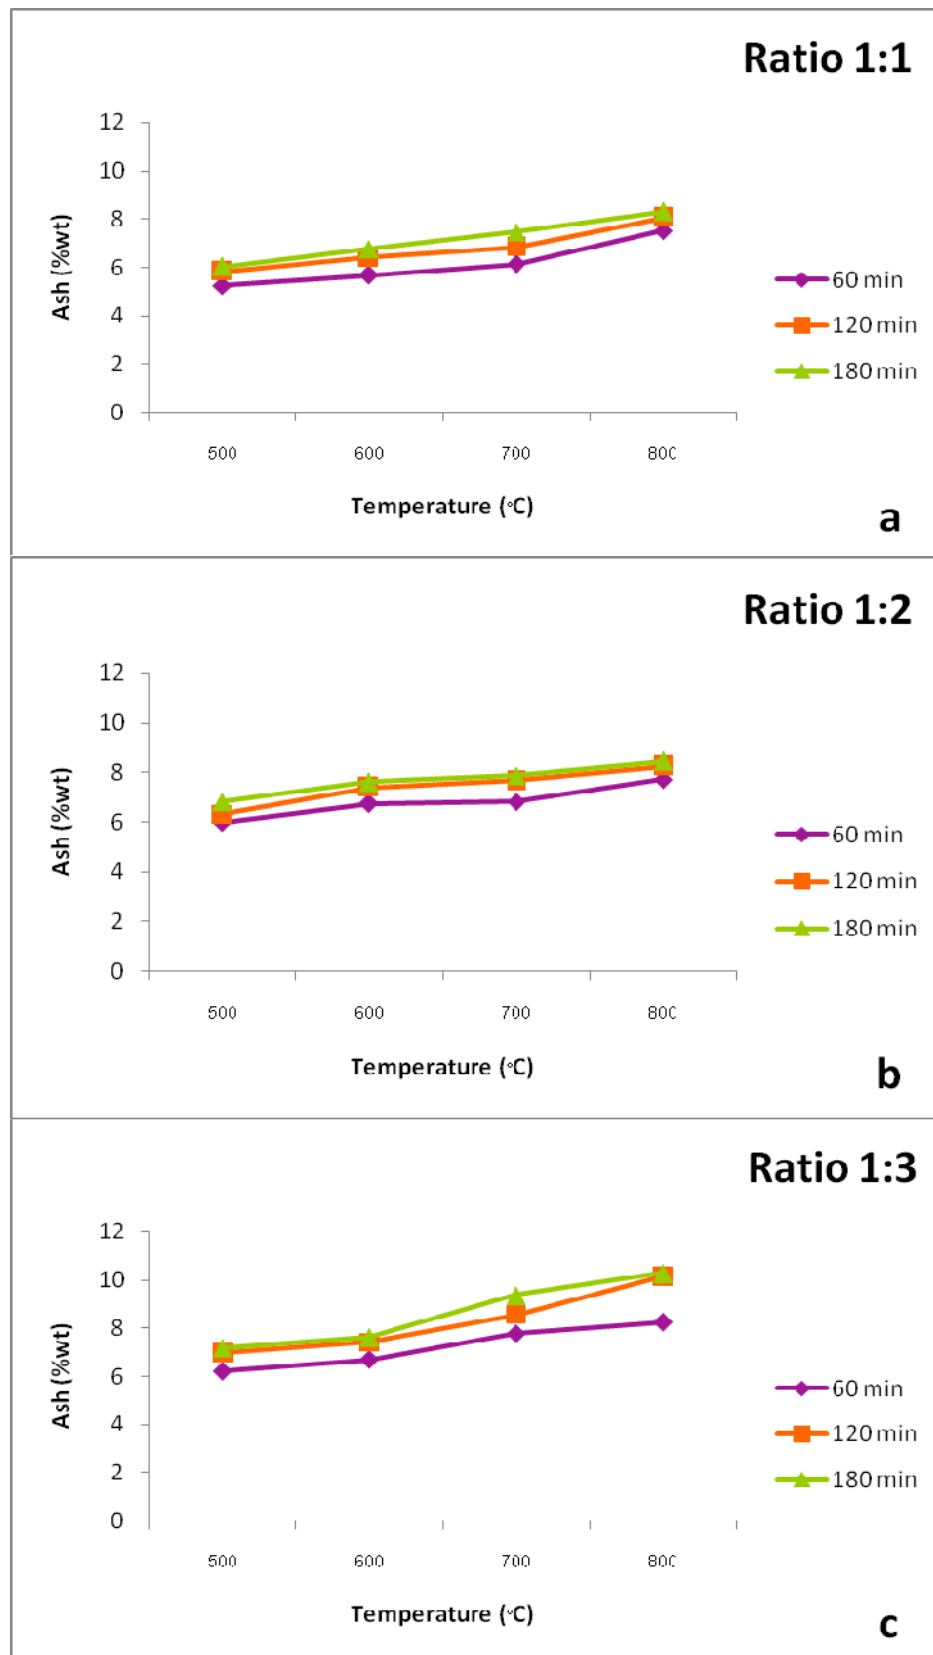 Ratio 1:1
12
10
8
6
4
2
0
Ash (%wt)
500 600 700 800
Temperature (°C)
60 min
120 min
180 min
a
Ratio 1:2
12
10
8
6
4
2
0
Ash (%wt)
500 600 700 800
Temperature (°C)
60 min
120 min
180 min
b
Ratio 1:3
12
10
8
6
4
2
0
Ash (%wt)
500 600 700 800
Temperature (°C)
60 min
120 min
180 min
c